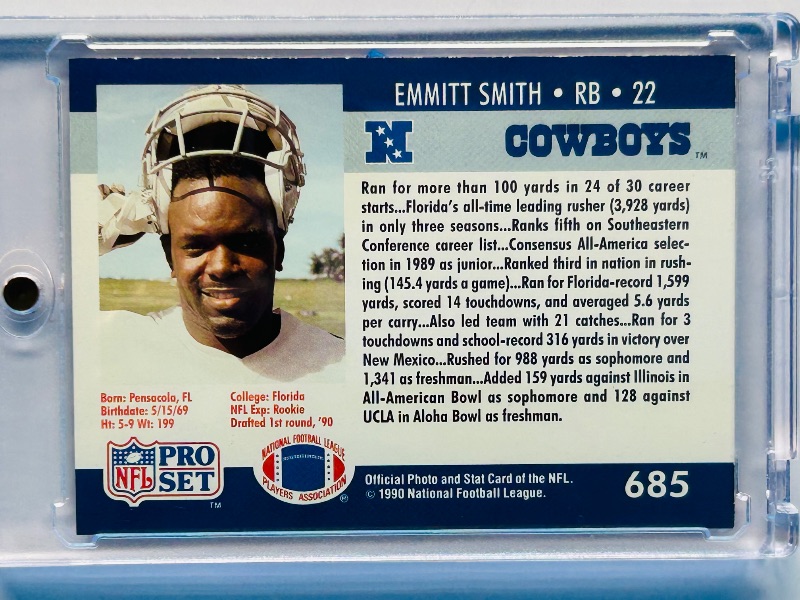 EMMITT SMITH • RB • 22
N
COWBOYS TM
Ran for more than 100 yards in 24 of 30 career
starts...Florida's all-time leading rusher (3,928 yards)
in only three seasons...Ranks fifth on Southeastern
Conference career list...Consensus All-America selec-
tion in 1989 as junior...Ranked third in nation in rush-
ing (145.4 yards a game)...Ran for Florida-record 1,599
yards, scored 14 touchdowns, and averaged 5.6 yards
per carry...Also led team with 21 catches...Ran for 3
touchdowns and school-record 316 yards in victory over
New Mexico...Rushed for 988 yards as sophomore and
1,341 as freshman...Added 159 yards against Illinois in
All-American Bowl as sophomore and 128 against
UCLA in Aloha Bowl as freshman.
Born: Pensacola, FL
Birthdate: 5/15/69
Ht: 5-9 Wt: 199
College: Florida
NFL Exp: Rookie
Drafted 1st round, '90
NFL PRO SET TM
NATIONAL FOOTBALL LEAGUE
PLAYERS ASSOCIATION ®
Official Photo and Stat Card of the NFL.
© 1990 National Football League.
685